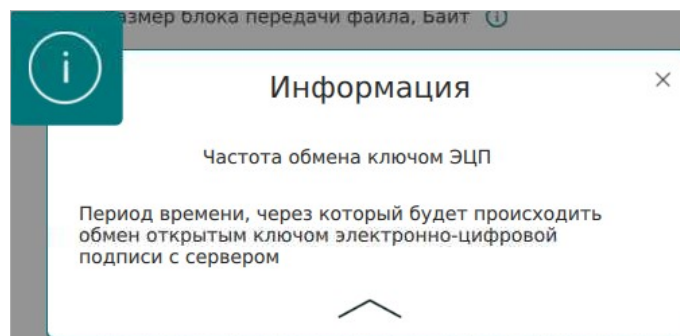 Размер блока передачи файла, Байт
Информация
Частота обмена ключом ЭЦП
Период времени, через который будет происходить
обмен открытым ключом электронно-цифровой
подписи с сервером